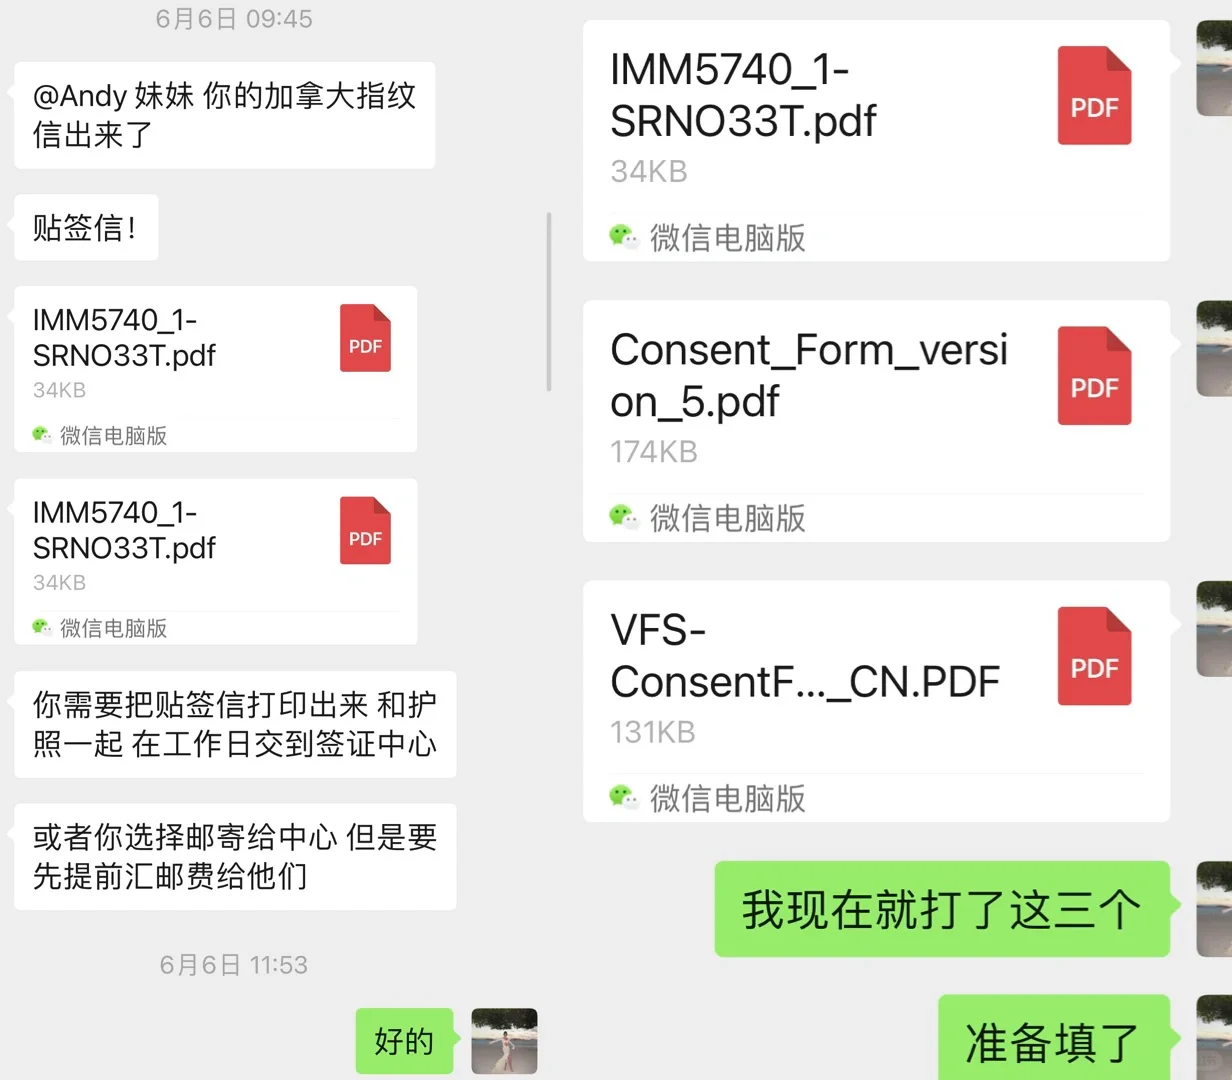 6月6日 09:45
@Andy 妹妹 你的加拿大指纹
信出来了
贴签信！
IMM5740_1-
SRNO33T.pdf
PDF
34KB
微信电脑版
IMM5740_1-
SRNO33T.pdf
PDF
34KB
微信电脑版
你需要把贴签信打印出来 和护
照一起 在工作日交到签证中心
或者你选择邮寄给中心 但是要
先提前汇邮费给他们
6月6日 11:53
好的
IMM5740_1-
SRNO33T.pdf
PDF
34KB
微信电脑版
Consent_Form_versi
on_5.pdf
PDF
174KB
微信电脑版
VFS-
ConsentF..._CN.PDF
PDF
131KB
微信电脑版
我现在就打了这三个
准备填了